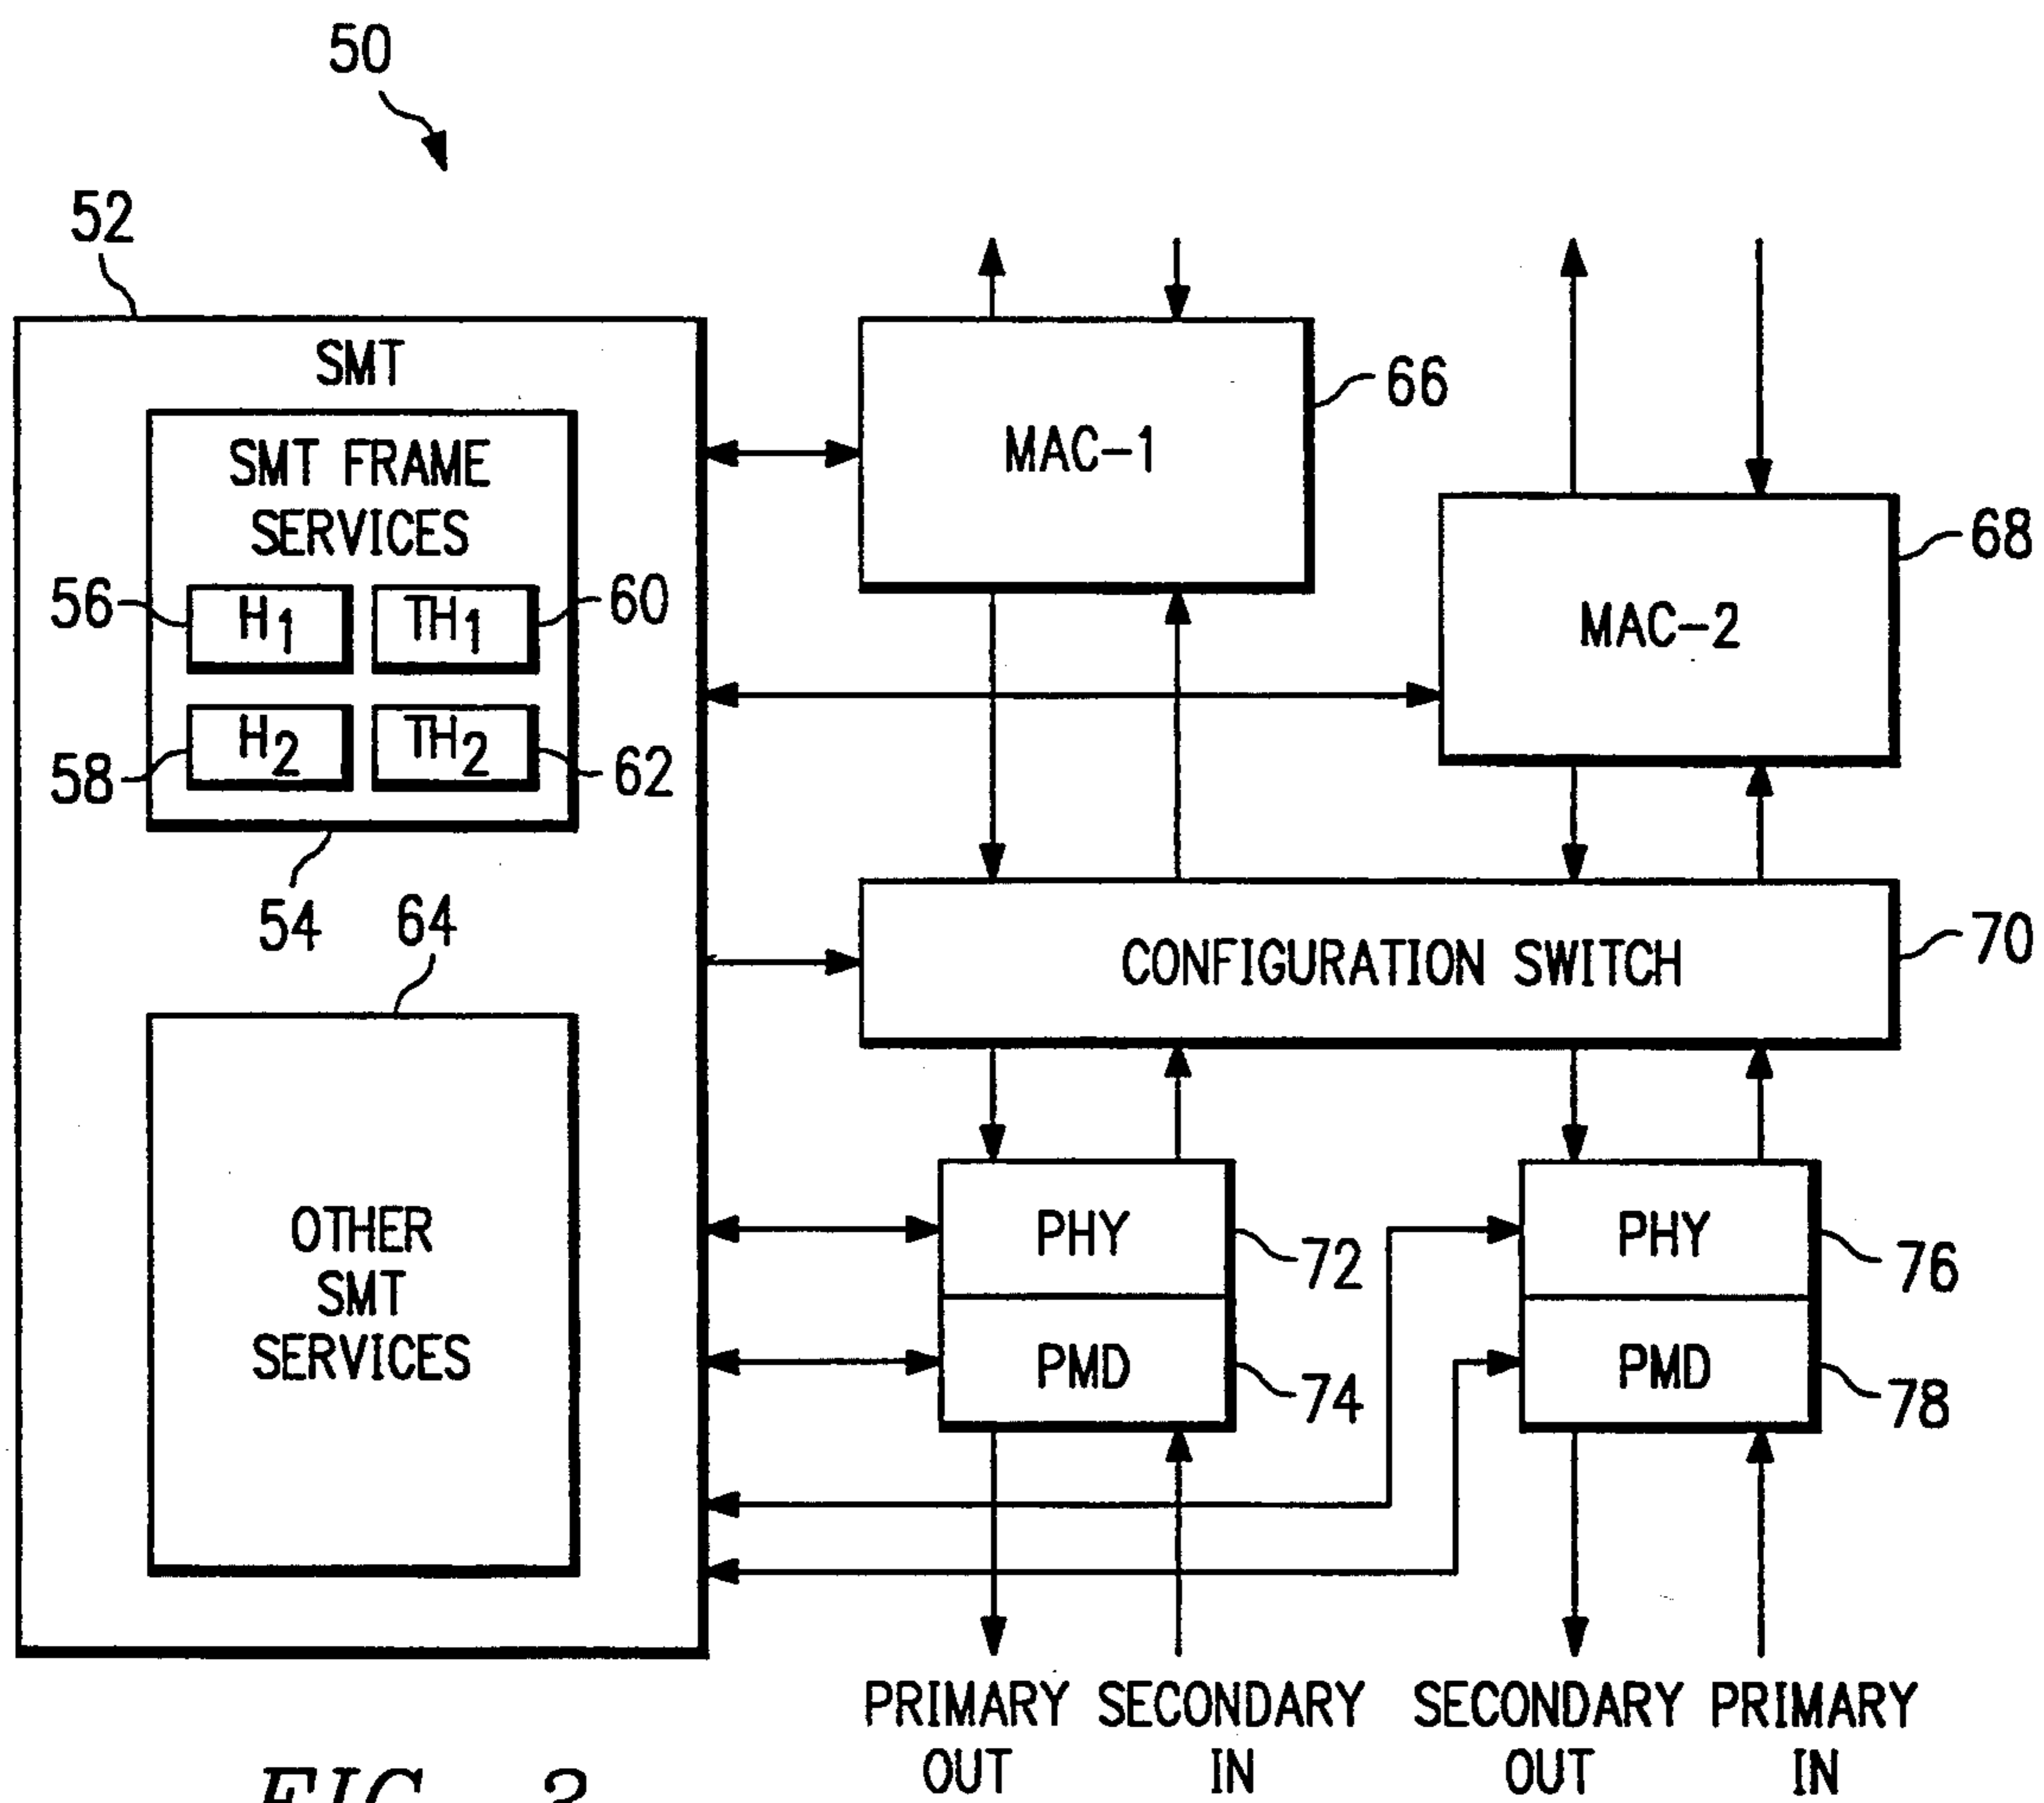 50
52
SMT
SMT FRAME
SERVICES
56
H1
TH1
60
58
H2
TH2
62
54
64
OTHER
SMT
SERVICES
MAC-1
66
MAC-2
68
CONFIGURATION SWITCH
70
PHY
72
PMD
74
PHY
76
PMD
78
PRIMARY
OUT
SECONDARY
IN
SECONDARY
OUT
PRIMARY
IN